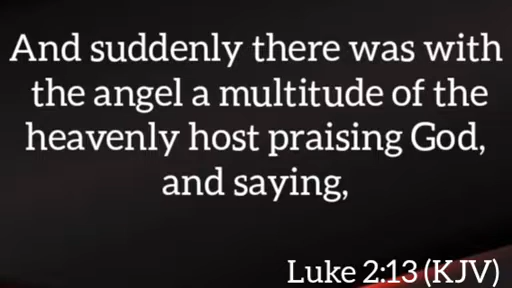 And suddenly there was with
the angel a multitude of the
heavenly host praising God,
and saying,
Luke 2:13 (KJV)